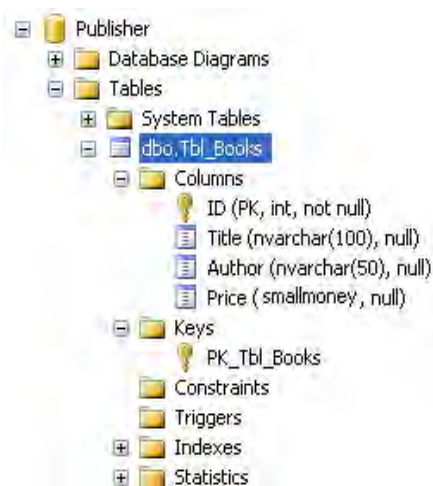 Publisher
Database Diagrams
Tables
System Tables
dbo.Tbl_Books
Columns
ID (PK, int, not null)
Title (nvarchar(100), null)
Author (nvarchar(50), null)
Price ( smallmoney, null)
Keys
PK_Tbl_Books
Constraints
Triggers
Indexes
Statistics